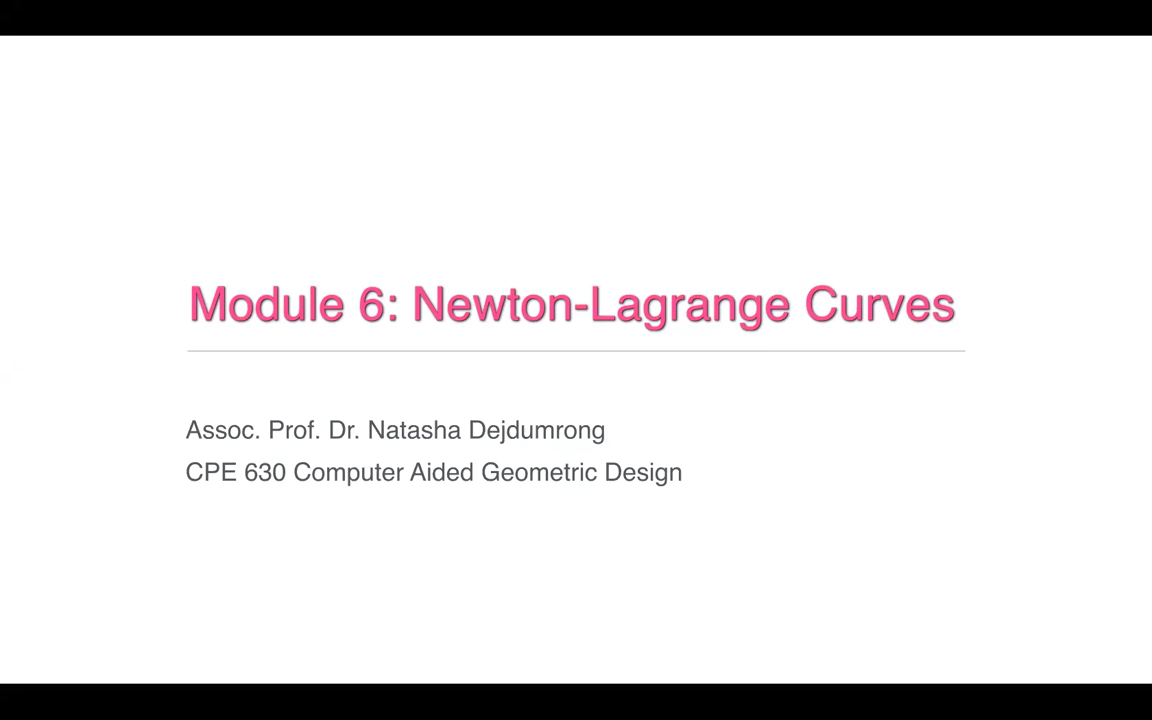 Module 6: Newton-Lagrange Curves
Assoc. Prof. Dr. Natasha Dejdumrong
CPE 630 Computer Aided Geometric Design